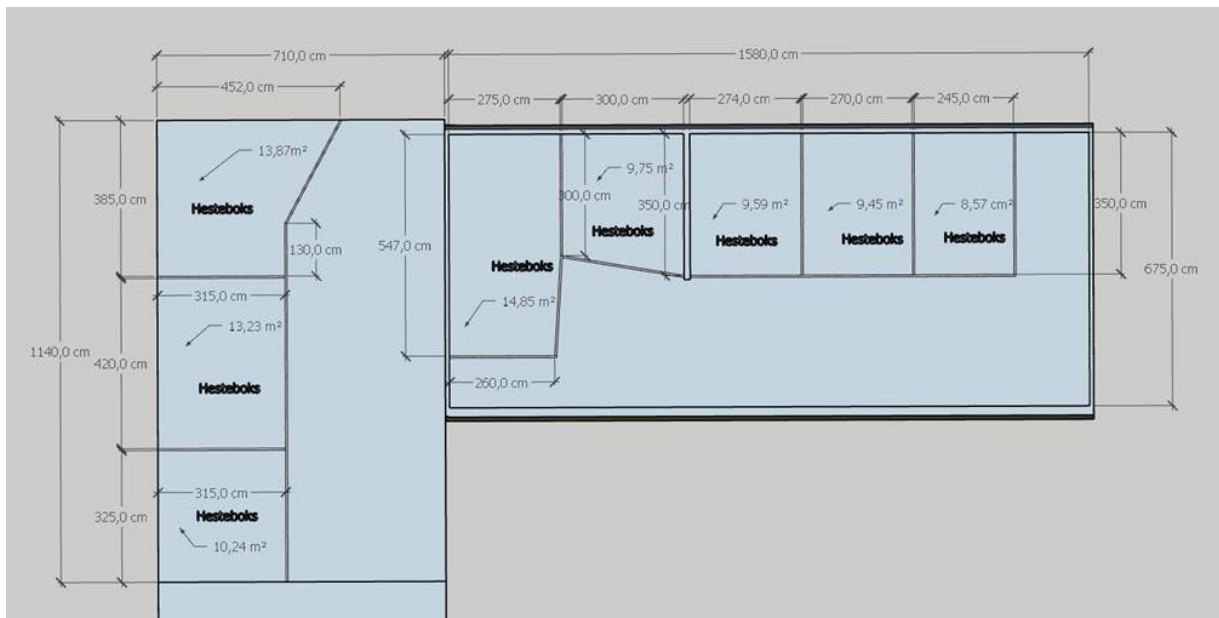 710,0 cm
1580,0 cm
452,0 cm
275,0 cm
300,0 cm
274,0 cm
270,0 cm
245,0 cm
13,87m²
9,75 m²
385,0 cm
Hesteboks
300,0 cm
350,0 cm
9,59 m²
9,45 m²
8,57 cm²
350,0 cm
130,0 cm
547,0 cm
Hesteboks
Hesteboks
Hesteboks
Hesteboks
Hesteboks
675,0 cm
315,0 cm
14,85 m²
13,23 m²
1140,0 cm
420,0 cm
Hesteboks
260,0 cm
315,0 cm
325,0 cm
Hesteboks
10,24 m²